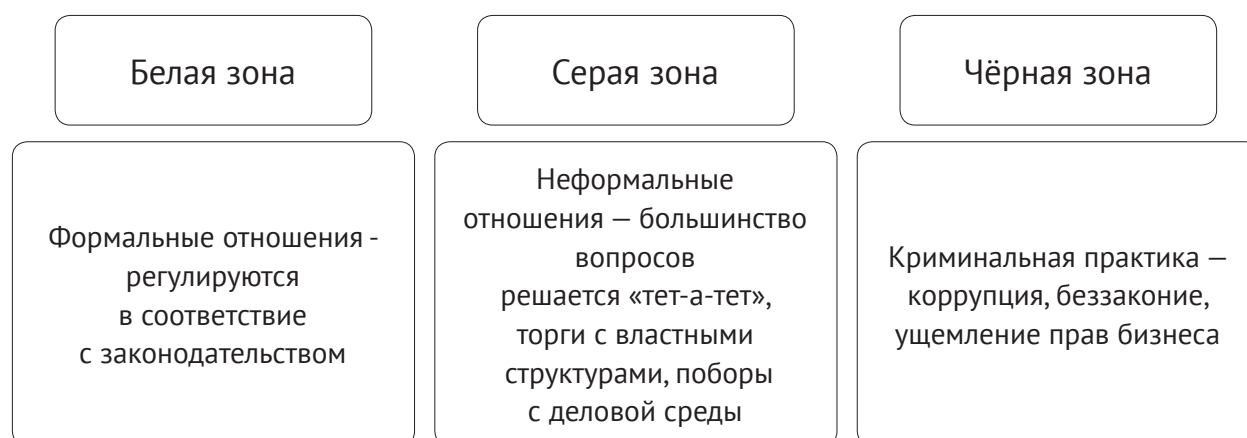 Белая зона
Серая зона
Чёрная зона
Формальные отношения -
регулируются
в соответствие
с законодательством
Неформальные
отношения — большинство
вопросов
решается «тет-а-тет»,
торги с властными
структурами, поборы
с деловой среды
Криминальная практика —
коррупция, беззаконие,
ущемление прав бизнеса